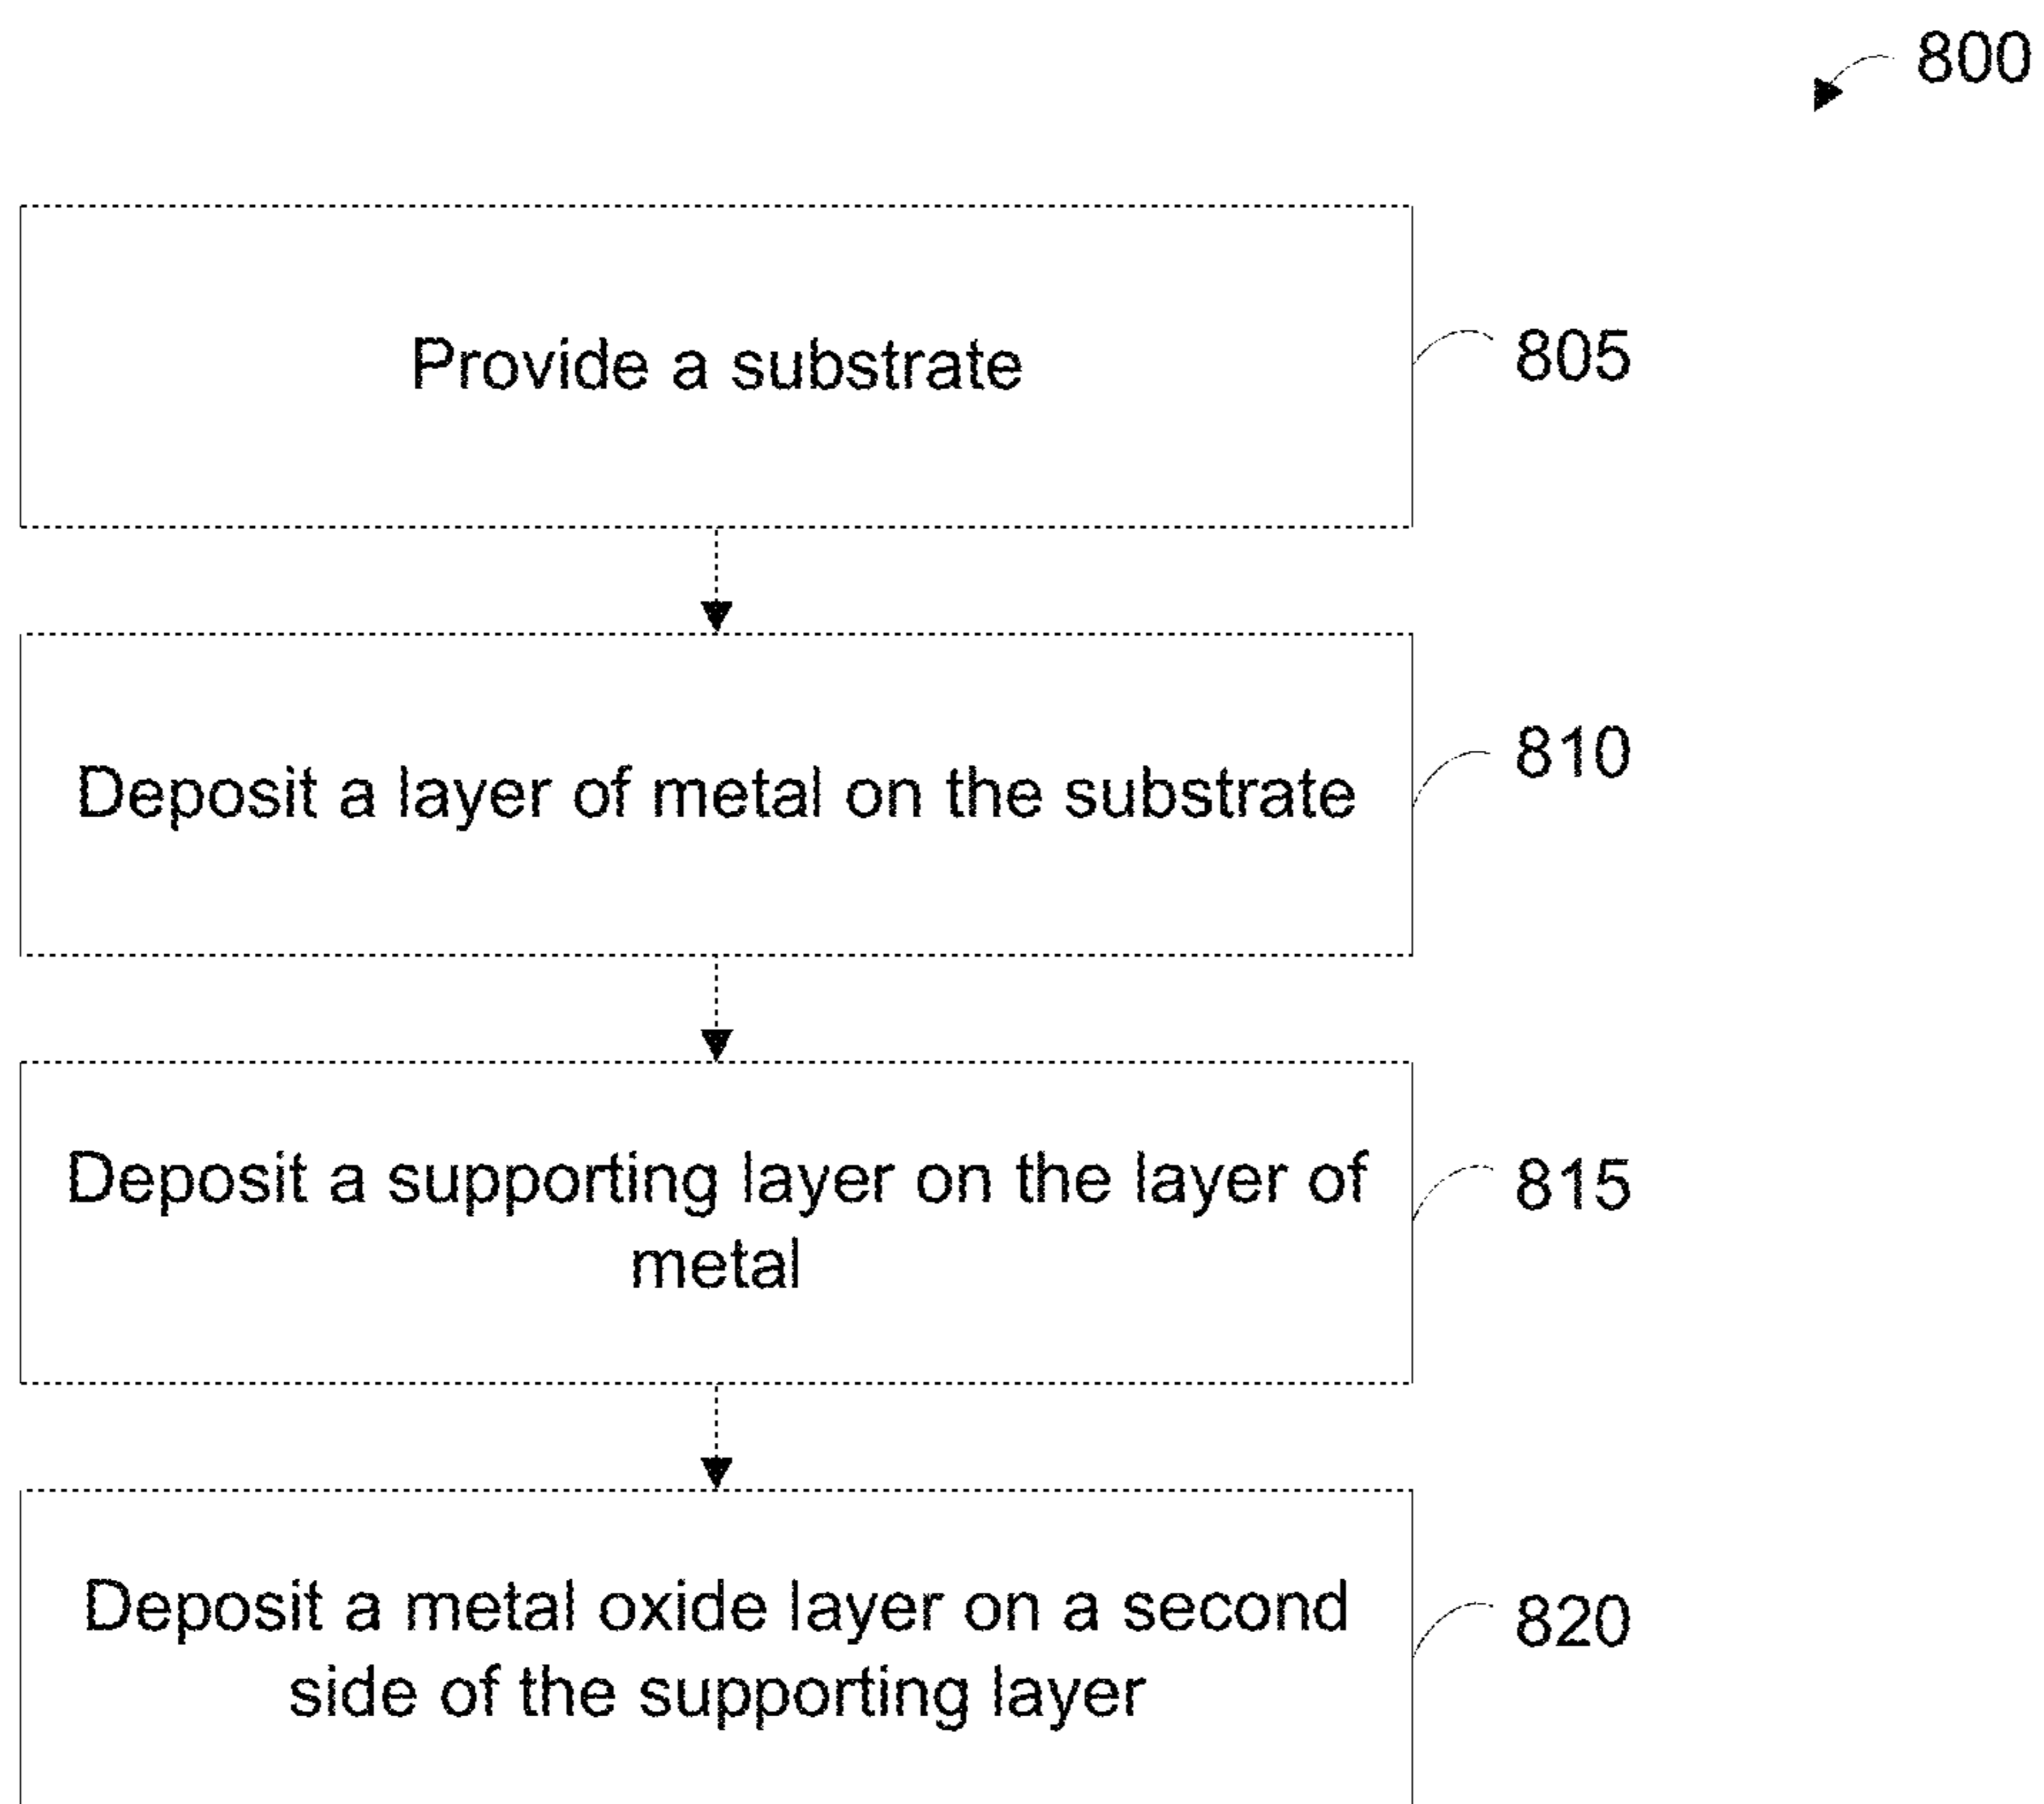 800
Provide a substrate
805
Deposit a layer of metal on the substrate
810
Deposit a supporting layer on the layer of
metal
815
Deposit a metal oxide layer on a second
side of the supporting layer
820